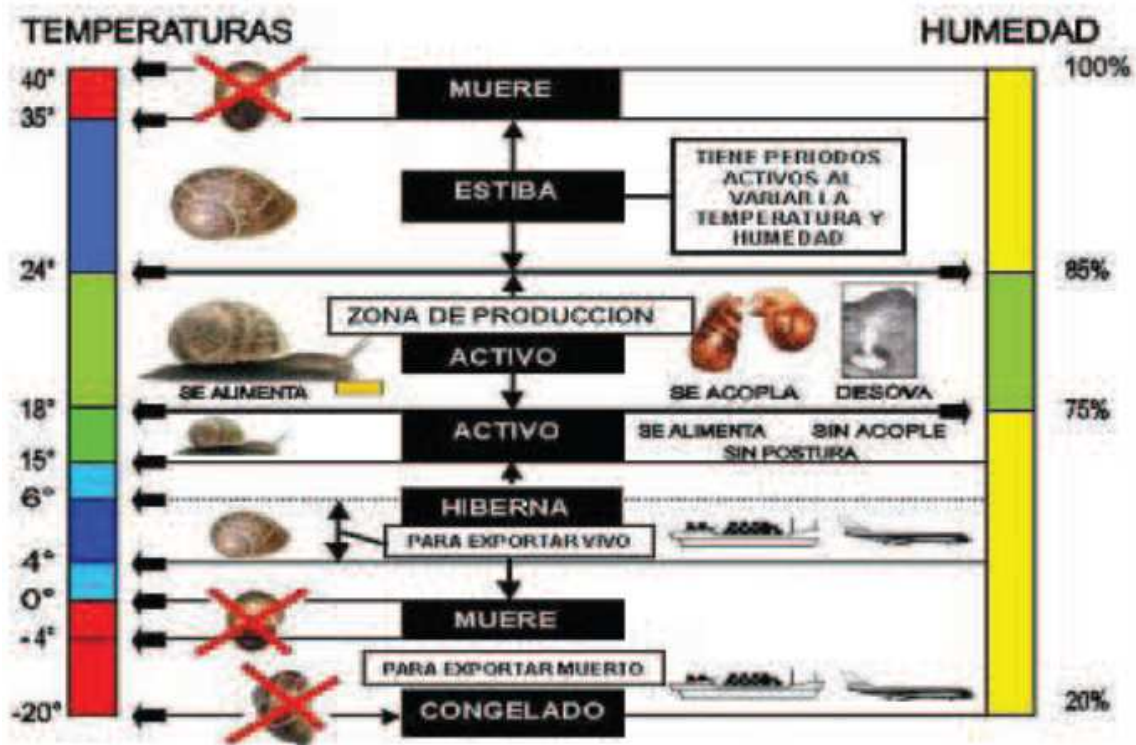 TEMPERATURAS
HUMEDAD
40°
100%
MUERE
35°
TIENE PERIODOS
ACTIVOS AL
VARIAR LA
TEMPERATURA Y
HUMEDAD
ESTIBA
24°
85%
ZONA DE PRODUCCION
ACTIVO
SE ALIMENTA
SE ACOPLA
DESOVA
18°
75%
ACTIVO
SE ALIMENTA
SIN ACOPLE
SIN POSTURA
15°
6°
HIBERNA
PARA EXPORTAR VIVO
4°
0°
MUERE
-4°
PARA EXPORTAR MUERTO
-20°
CONGELADO
20%